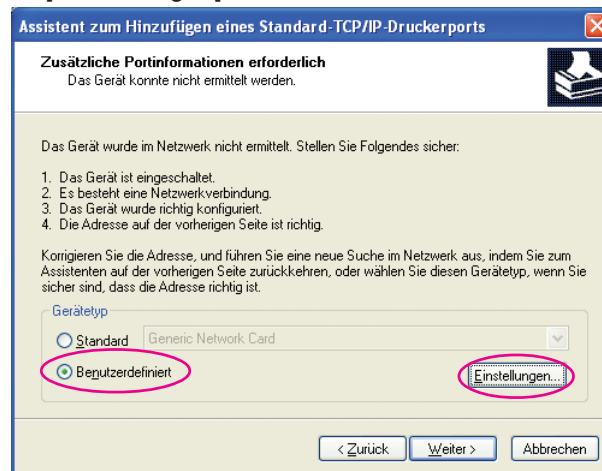 Assistent zum Hinzufügen eines Standard-TCP/IP-Druckerports
Zusätzliche Portinformationen erforderlich
Das Gerät konnte nicht ermittelt werden.
Das Gerät wurde im Netzwerk nicht ermittelt. Stellen Sie Folgendes sicher:
1. Das Gerät ist eingeschaltet.
2. Es besteht eine Netzwerkverbindung.
3. Das Gerät wurde richtig konfiguriert.
4. Die Adresse auf der vorherigen Seite ist richtig.
Korrigieren Sie die Adresse, und führen Sie eine neue Suche im Netzwerk aus, indem Sie zum
Assistenten auf der vorherigen Seite zurückkehren, oder wählen Sie diesen Gerätetyp, wenn Sie
sicher sind, dass die Adresse richtig ist.
Gerätetyp
Standard Generic Network Card
Benutzerdefiniert Einstellungen...
< Zurück Weiter > Abbrechen